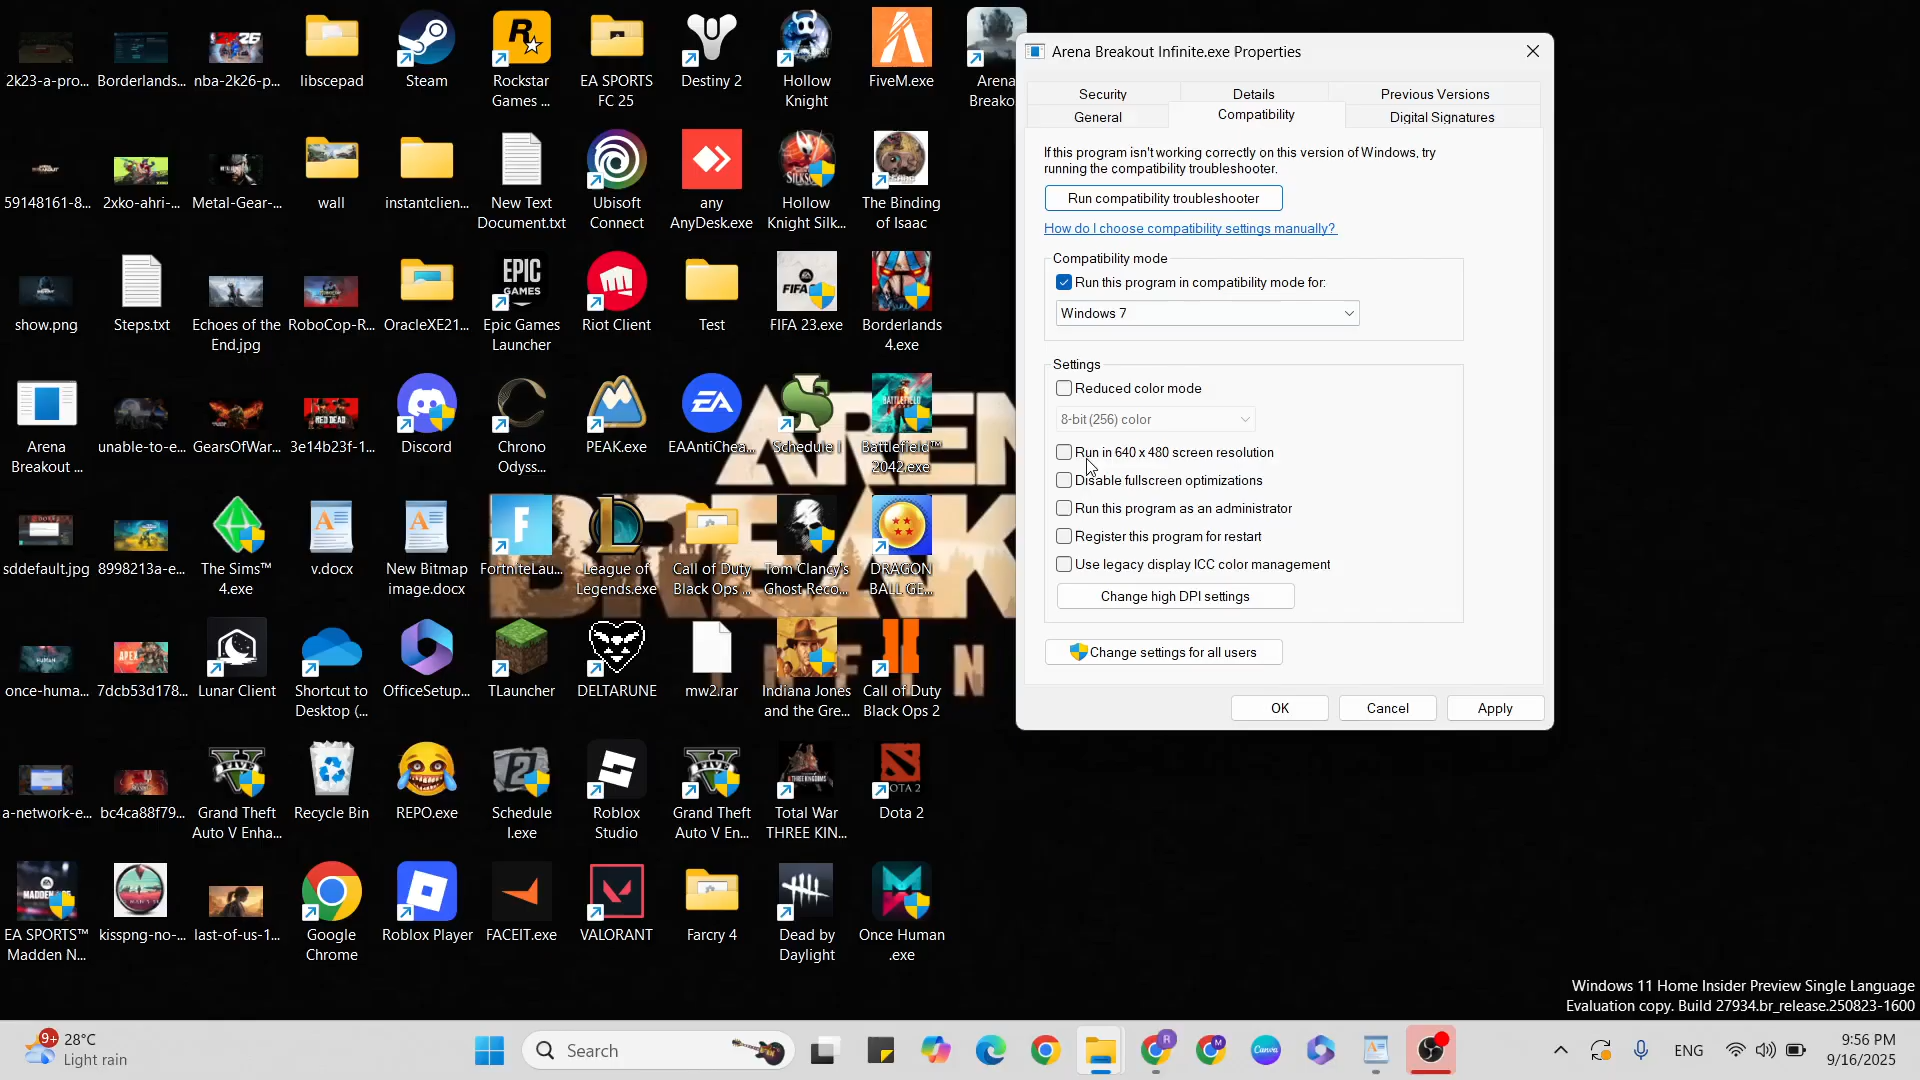 2k23-a-pro...
Borderlands...
nba-2k26-p...
libscepad
Steam
Rockstar
Games ...
EA SPORTS
FC 25
Destiny 2
Hollow
Knight
FiveM.exe
Arena
Breako
59148161-8...
2xko-ahri-...
Metal-Gear-...
wall
instantclien...
New Text
Document.txt
Ubisoft
Connect
any
AnyDesk.exe
Hollow
Knight Silk...
The Binding
of Isaac
show.png
Steps.txt
Echoes of the
End.jpg
RoboCop-R...
OracleXE21...
EPIC
GAMES
Epic Games
Launcher
Riot Client
Test
FIFA 23.exe
Borderlands
4.exe
Arena
Breakout ...
unable-to-e...
GearsOfWar...
3e14b23f-1...
Discord
Chrono
Odyss...
PEAK.exe
EAAntiChea...
Schedule I
Battlefield™
2042.exe
sddefault.jpg
8998213a-e...
The Sims™
4.exe
v.docx
New Bitmap
image.docx
FortniteLau...
League of
Legends.exe
Call of Duty
Black Ops ...
Tom Clancy's
Ghost Reco...
DRAGON
BALL GE...
once-huma...
7dcb53d178...
Lunar Client
Shortcut to
Desktop (...
OfficeSetup...
TLauncher
DELTARUNE
mw2.rar
Indiana Jones
and the Gre...
Call of Duty
Black Ops 2
a-network-e...
bc4ca88f79...
Grand Theft
Auto V Enha...
Recycle Bin
REPO.exe
Schedule
I.exe
Roblox
Studio
Grand Theft
Auto V En...
Total War
THREE KIN...
Dota 2
EA SPORTS™
Madden N...
kisspng-no-...
last-of-us-1...
Google
Chrome
Roblox Player
FACEIT.exe
VALORANT
Farcry 4
Dead by
Daylight
Once Human
.exe
Arena Breakout Infinite.exe Properties
Security
Details
Previous Versions
General
Compatibility
Digital Signatures
If this program isn't working correctly on this version of Windows, try
running the compatibility troubleshooter.
Run compatibility troubleshooter
How do I choose compatibility settings manually?
Compatibility mode
Run this program in compatibility mode for:
Windows 7
Settings
Reduced color mode
8-bit (256) color
Run in 640 x 480 screen resolution
Disable fullscreen optimizations
Run this program as an administrator
Register this program for restart
Use legacy display ICC color management
Change high DPI settings
Change settings for all users
OK
Cancel
Apply
Windows 11 Home Insider Preview Single Language
Evaluation copy. Build 27934.br_release.250823-1600
9+
28°C
Light rain
Search
ENG
9:56 PM
9/16/2025